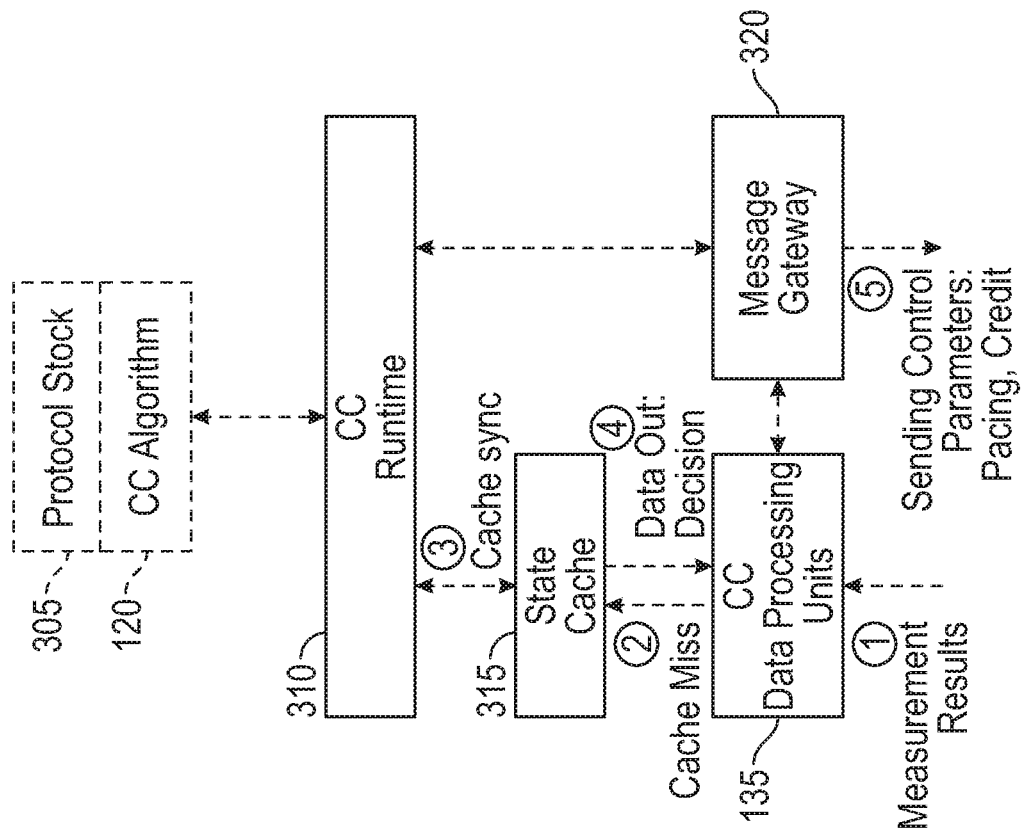 305
Protocol Stock
120
CC Algorithm
310
CC
Runtime
③
Cache sync
315
State
Cache
②
Cache Miss
④
Data Out:
Decision
135
CC
Data Processing
Units
Message
Gateway
320
①
Measurement
Results
⑤
Sending Control
Parameters:
Pacing, Credit